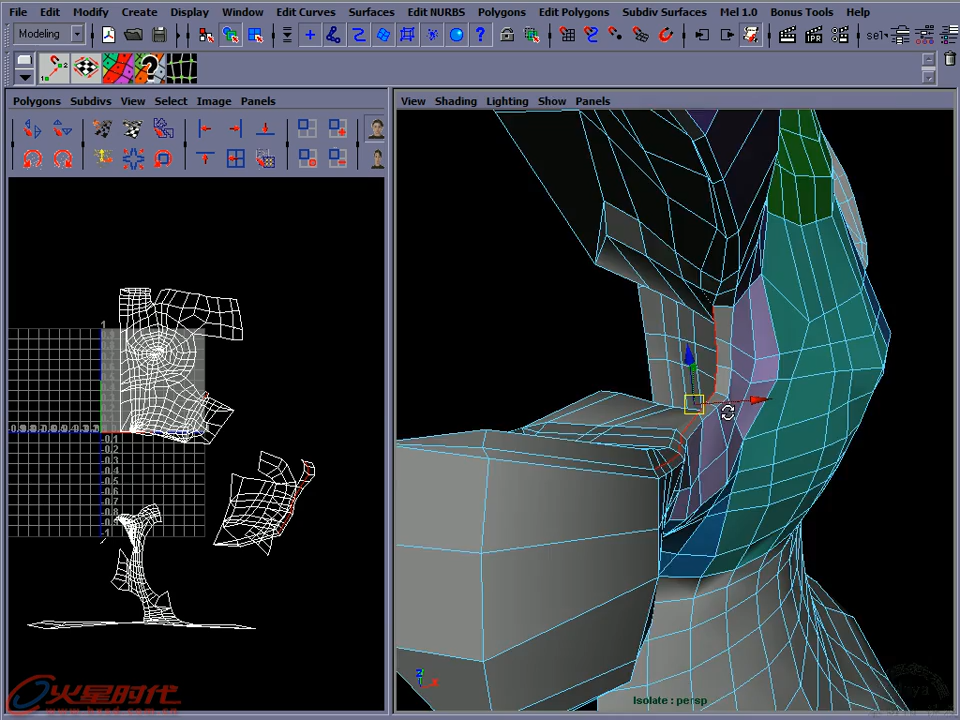 File Edit Modify Create Display Window Edit Curves Surfaces Edit NURBS Polygons Edit Polygons Subdiv Surfaces Mel 1.0 Bonus Tools Help
Modeling
IPR
sel
Polygons Subdivs View Select Image Panels
View Shading Lighting Show Panels
1
-0.1
-0.2
-0.3
-0.4
-0.5
-0.6
-0.7
-0.8
-1
z
x
Isolate : persp
火星时代